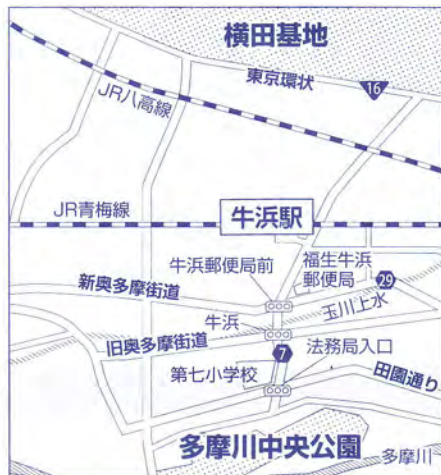 横田基地
東京環状
16
JR八高線
JR青梅線
牛浜駅
牛浜郵便局前
福生牛浜
郵便局
29
新奥多摩街道
玉川上水
牛浜
旧奥多摩街道
7
法務局入口
第七小学校
田園通り
多摩川中央公園
多摩川